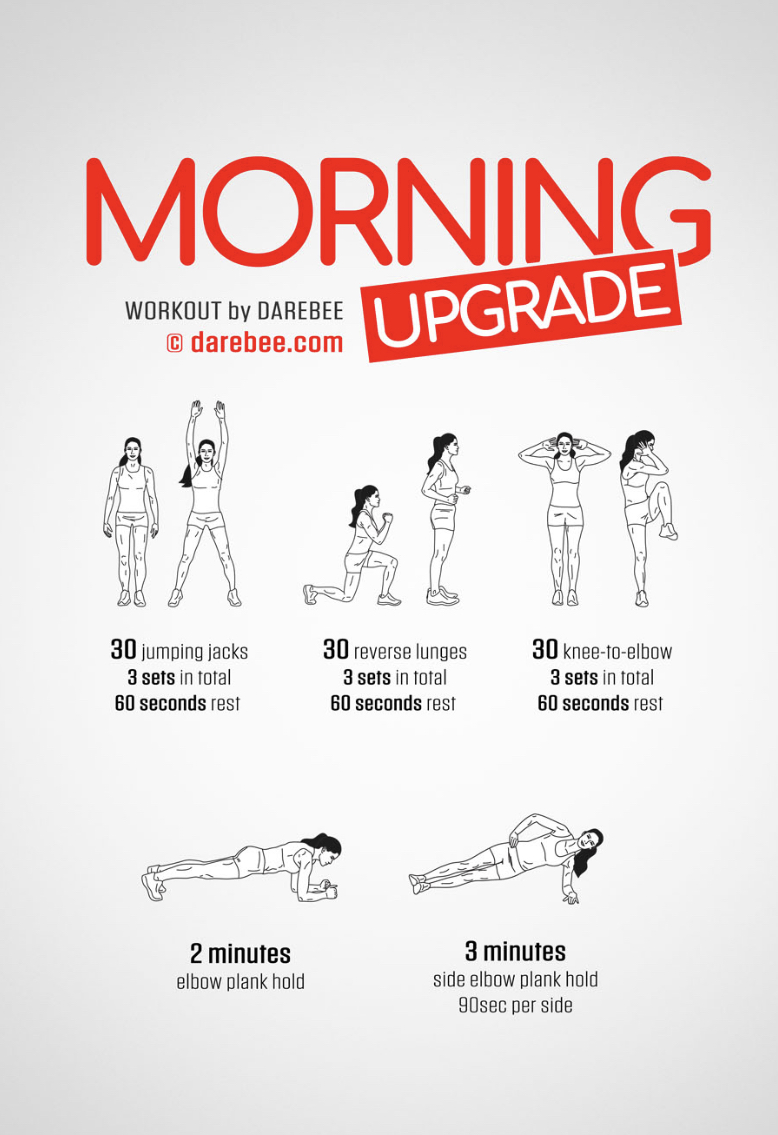 MORNING
UPGRADE
WORKOUT by DAREBEE
© darebee.com
30 jumping jacks
3 sets in total
60 seconds rest
30 reverse lunges
3 sets in total
60 seconds rest
30 knee-to-elbow
3 sets in total
60 seconds rest
2 minutes
elbow plank hold
3 minutes
side elbow plank hold
90sec per side